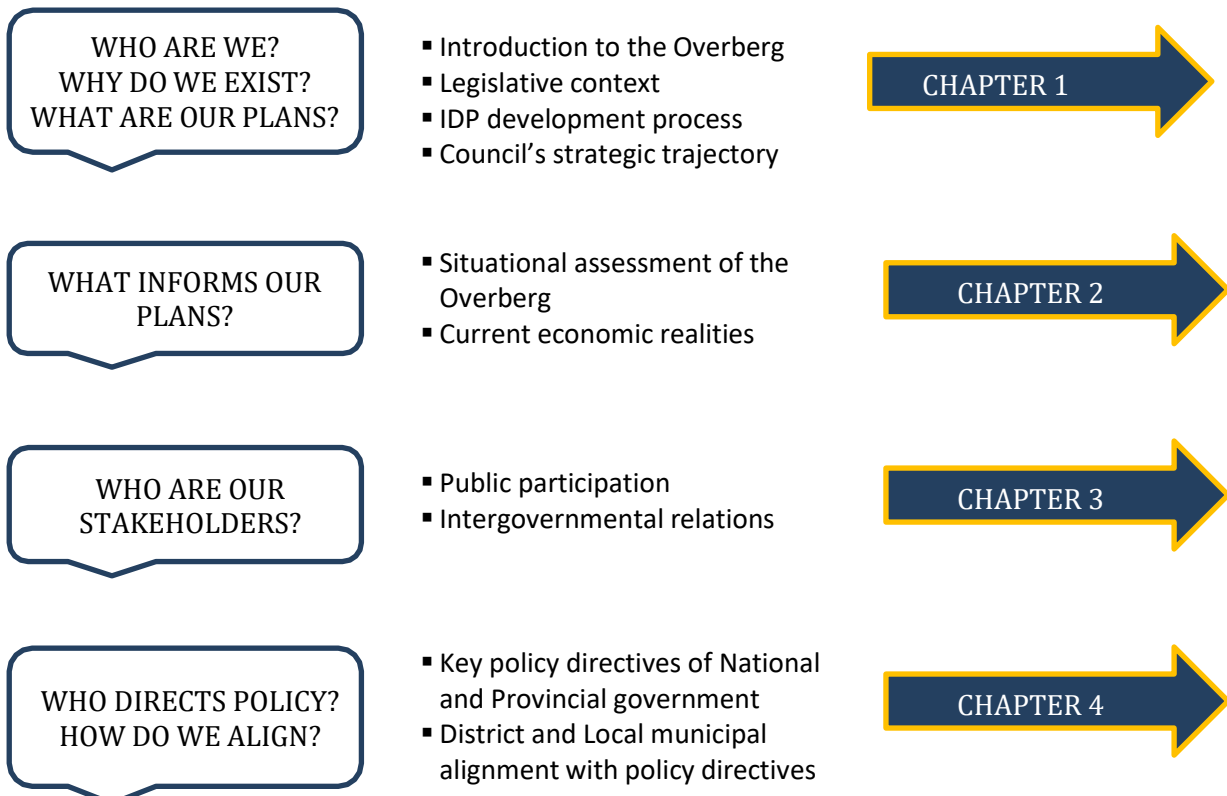 WHO ARE WE?
WHY DO WE EXIST?
WHAT ARE OUR PLANS?
▪ Introduction to the Overberg
▪ Legislative context
▪ IDP development process
▪ Council’s strategic trajectory
CHAPTER 1
WHAT INFORMS OUR
PLANS?
▪ Situational assessment of the
Overberg
▪ Current economic realities
CHAPTER 2
WHO ARE OUR
STAKEHOLDERS?
▪ Public participation
▪ Intergovernmental relations
CHAPTER 3
WHO DIRECTS POLICY?
HOW DO WE ALIGN?
▪ Key policy directives of National
and Provincial government
▪ District and Local municipal
alignment with policy directives
CHAPTER 4